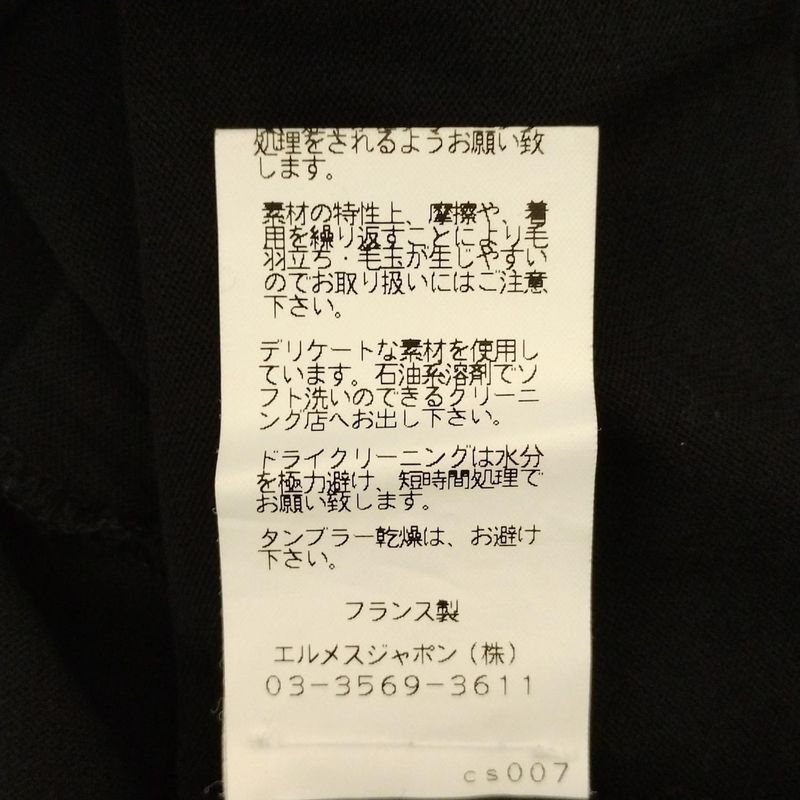 処理をされるようお願い致
します。
素材の特性上、摩擦や、着
用を繰り返すことにより毛
羽立ち・毛玉が生じやすい
のでお取り扱いにはご注意
下さい。
デリケートな素材を使用し
ています。石油系溶剤でソ
フト洗いのできるクリーニ
ング店へお出し下さい。
ドライクリーニングは水分
を極力避け、短時間処理で
お願い致します。
タンブラー乾燥は、お避け
下さい。
フランス製
エルメスジャポン(株)
03-3569-3611
cs007